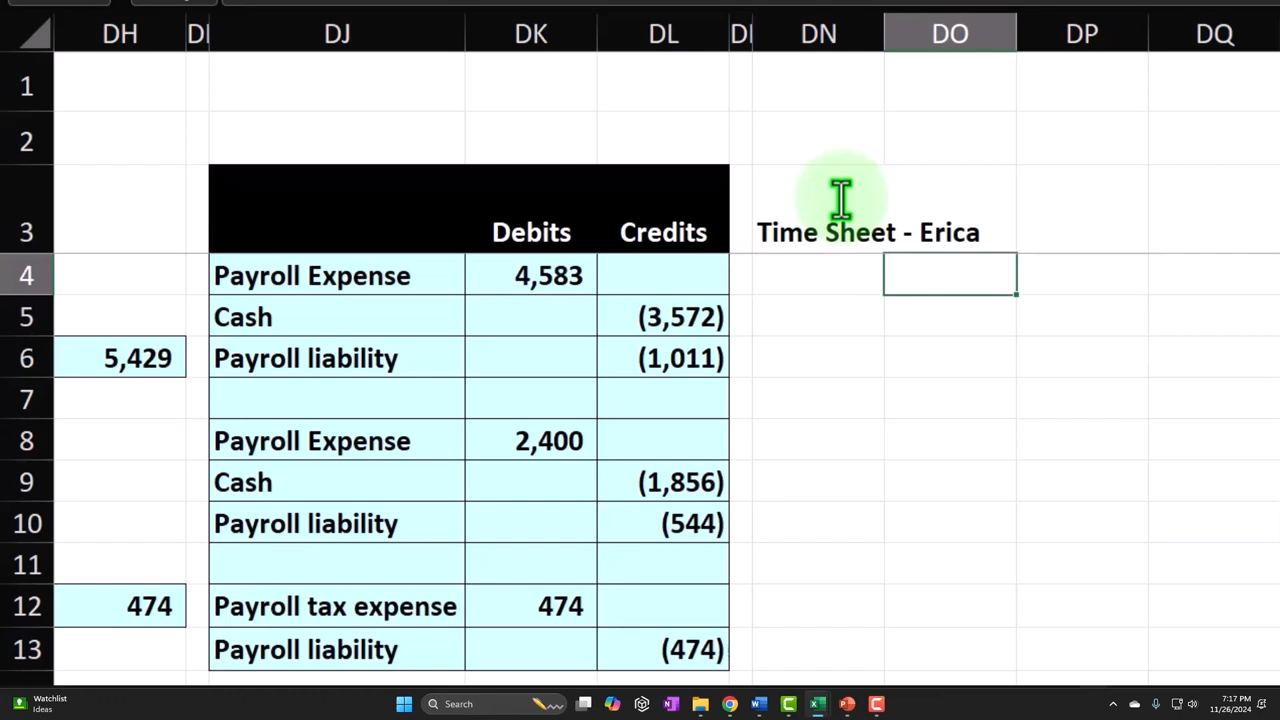 DH DJ DK DL DN DO DP DQ
1
2
3 Debits Credits Time Sheet - Erica
4 Payroll Expense 4,583
5 Cash (3,572)
6 5,429 Payroll liability (1,011)
7
8 Payroll Expense 2,400
9 Cash (1,856)
10 Payroll liability (544)
11
12 474 Payroll tax expense 474
13 Payroll liability (474)
Watchlist
Ideas
Search
7:17 PM
11/26/2024